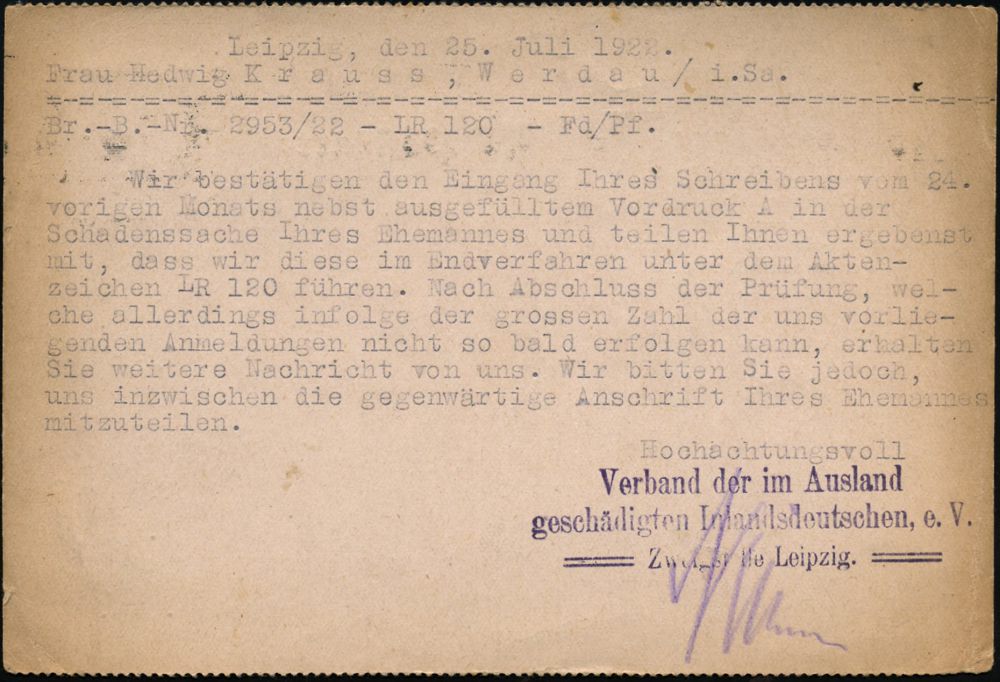 Leipzig, den 25. Juli 1922.
Frau Hedwig K r a u s s , W e r d a u / i.Sa.
=-=-=-=-=-=-=-=-=-=-=-=-=-=-=-=-=-=-=-=-=-=-=-=-=-=-=-=
Br.-B.-Nr. 2953/22 - LR 120 - Fd/Pf.
Wir bestätigen den Eingang Ihres Schreibens vom 24.
vorigen Monats nebst ausgefülltem Vordruck A in der
Schadenssache Ihres Ehemannes und teilen Ihnen ergebenst
mit, dass wir diese im Endverfahren unter dem Akten-
zeichen LR 120 führen. Nach Abschluss der Prüfung, wel-
che allerdings infolge der grossen Zahl der uns vorlie-
genden Anmeldungen nicht so bald erfolgen kann, erhalten
Sie weitere Nachricht von uns. Wir bitten Sie jedoch,
uns inzwischen die gegenwärtige Anschrift Ihres Ehemannes
mitzuteilen.
Hochachtungsvoll
Verband der im Ausland
geschädigten Inlandsdeutschen, e. V.
Zweigstelle Leipzig.